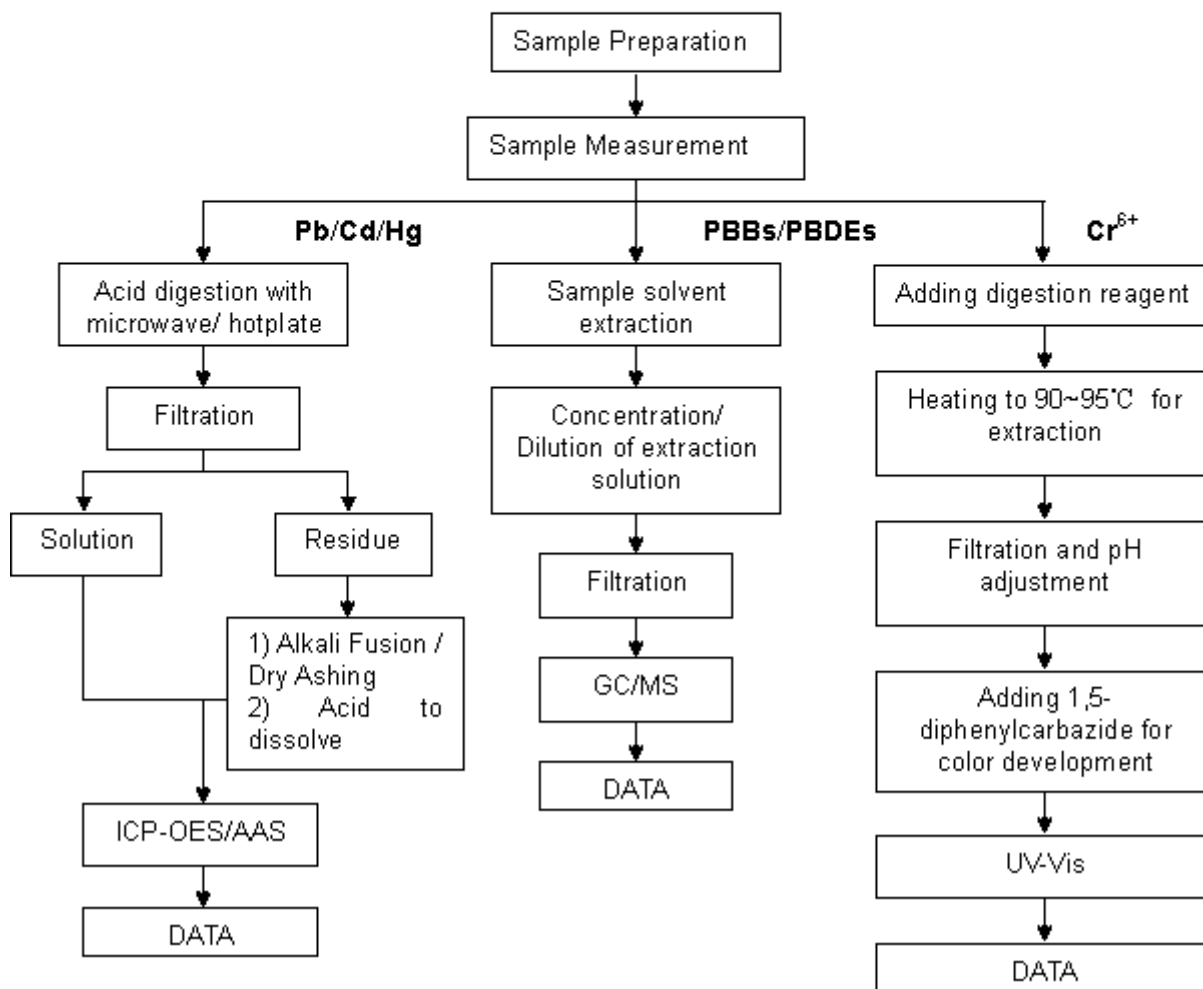 Sample Preparation
Sample Measurement
Pb/Cd/Hg
PBBs/PBDEs
Cr⁶⁺
Acid digestion with
microwave/ hotplate
Filtration
Solution
Residue
1) Alkali Fusion /
Dry Ashing
2) Acid to
dissolve
ICP-OES/AAS
DATA
Sample solvent
extraction
Concentration/
Dilution of extraction
solution
Filtration
GC/MS
DATA
Adding digestion reagent
Heating to 90~95°C for
extraction
Filtration and pH
adjustment
Adding 1,5-
diphenylcarbazide for
color development
UV-Vis
DATA